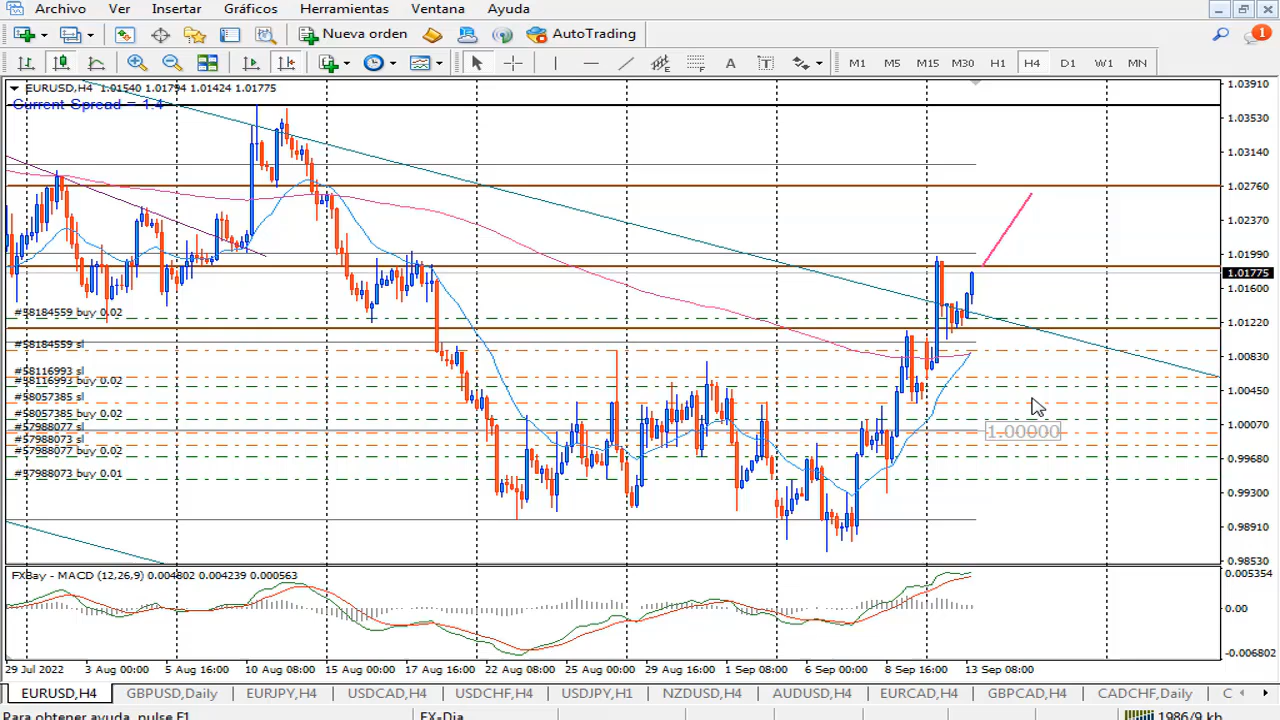 Archivo Ver Insertar Gráficos Herramientas Ventana Ayuda
Nueva orden AutoTrading 1
A T M1 M5 M15 M30 H1 H4 D1 W1 MN
EURUSD,H4 1.01540 1.01794 1.01424 1.01775
Current Spread = 1.4
1.03910
1.03530
1.03140
1.02760
1.02370
1.01990
1.01775
1.01600
1.01220
1.00830
1.00450
1.00070
0.99680
0.99300
0.98910
0.98530
#58184559 buy 0.02
#58184559 sl
#58116993 sl
#58116993 buy 0.02
#58057385 sl
#58057385 buy 0.02
#57988077 sl
#57988073 sl
#57988077 buy 0.02
#57988073 buy 0.01
1.00000
FXBay - MACD (12,26,9) 0.004802 0.004239 0.000563
0.005354
0.00
-0.006802
29 Jul 2022 3 Aug 00:00 5 Aug 16:00 10 Aug 08:00 15 Aug 00:00 17 Aug 16:00 22 Aug 08:00 25 Aug 00:00 29 Aug 16:00 1 Sep 08:00 6 Sep 00:00 8 Sep 16:00 13 Sep 08:00
EURUSD,H4 GBPUSD,Daily EURJPY,H4 USDCAD,H4 USDCHF,H4 USDJPY,H1 NZDUSD,H4 AUDUSD,H4 EURCAD,H4 GBPCAD,H4 CADCHF,Daily C
Para obtener ayuda, pulse F1 FX-Dia 1986/9 kb